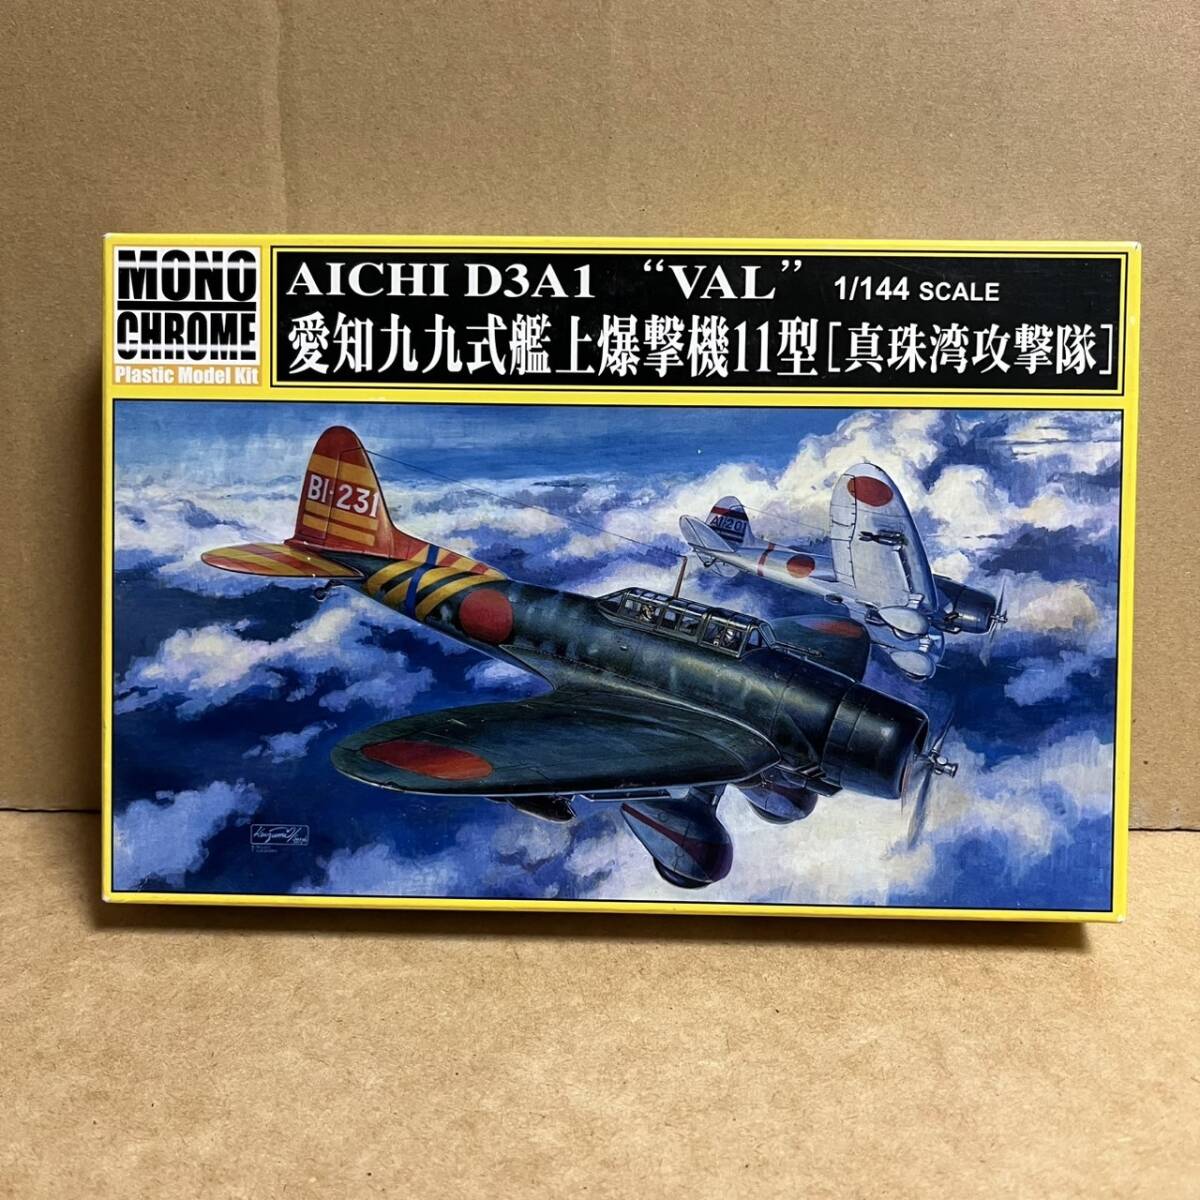 MONO
CHROME
Plastic Model Kit
AICHI D3A1 “VAL” 1/144 SCALE
愛知九九式艦上爆撃機11型[真珠湾攻撃隊]
BI-231
AI-201